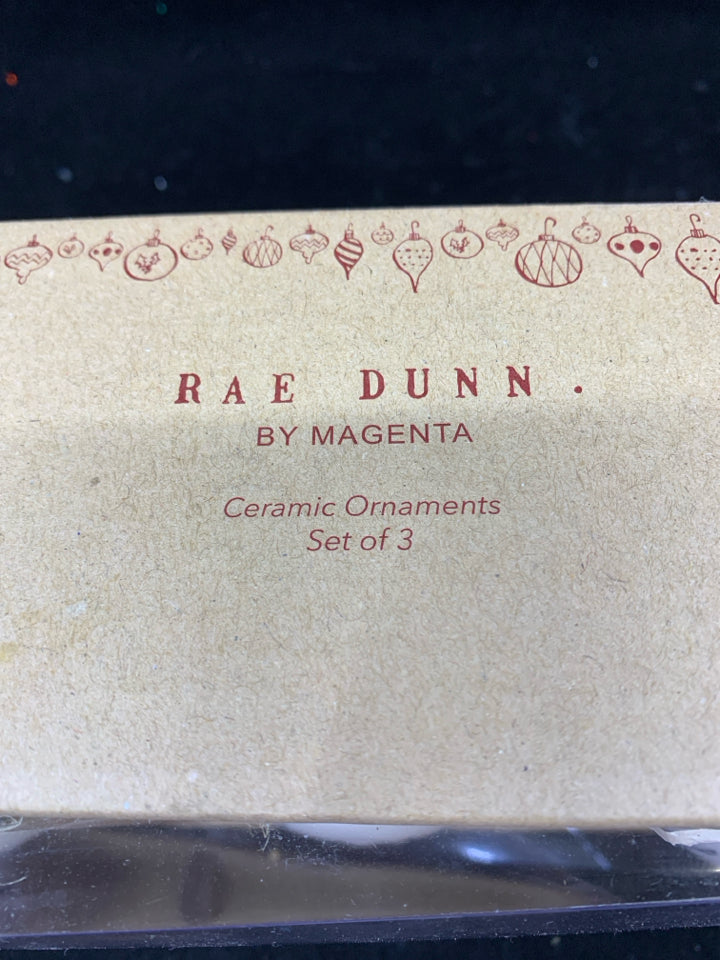 RAE DUNN.
BY MAGENTA
Ceramic Ornaments
Set of 3